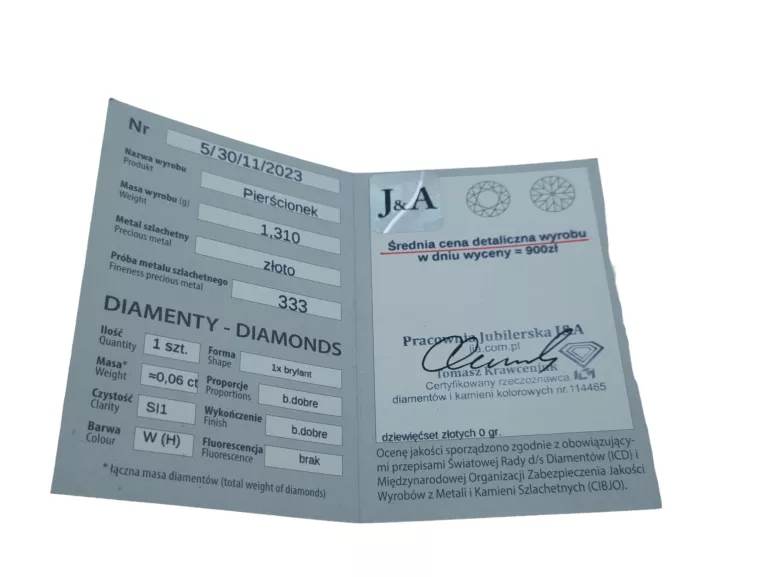 Nr 5/30/11/2023
Nazwa wyrobu Pierścionek
Produkt
Masa wyrobu (g) 1,310
Weight
Metal szlachetny złoto
Precious metal
Próba metalu szlachetnego 333
Fineness precious metal
DIAMENTY - DIAMONDS
Ilość 1 szt.
Quantity
Forma 1x brylant
Shape
Masa* ≈0,06 ct
Weight
Proporcje b.dobre
Proportions
Czystość SI1
Clarity
Wykończenie b.dobre
Finish
Barwa W (H)
Colour
Fluorescencja brak
Fluorescence
* łączna masa diamentów (total weight of diamonds)
J&A
Średnia cena detaliczna wyrobu
w dniu wyceny = 900zł
Pracownia Jubilerska J&A
jia.com.pl
Tomasz Krawceniuk
Certyfikowany rzeczoznawca
diamentów i kamieni kolorowych nr.114465
dziewięćset złotych 0 gr.
Ocenę jakości sporządzono zgodnie z obowiązujący-
mi przepisami Światowej Rady d/s Diamentów (ICD) i
Międzynarodowej Organizacji Zabezpieczenia Jakości
Wyrobów z Metali i Kamieni Szlachetnych (CIBJO).